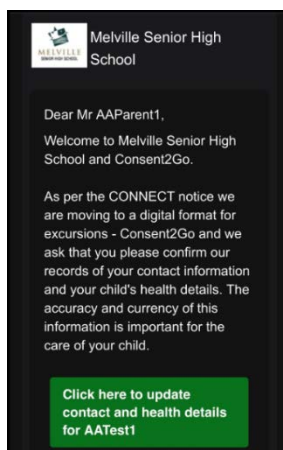 MELVILLE
Melville Senior High
School
Dear Mr AAParent1,
Welcome to Melville Senior High
School and Consent2Go.
As per the CONNECT notice we
are moving to a digital format for
excursions - Consent2Go and we
ask that you please confirm our
records of your contact information
and your child's health details. The
accuracy and currency of this
information is important for the
care of your child.
Click here to update
contact and health details
for AATest1